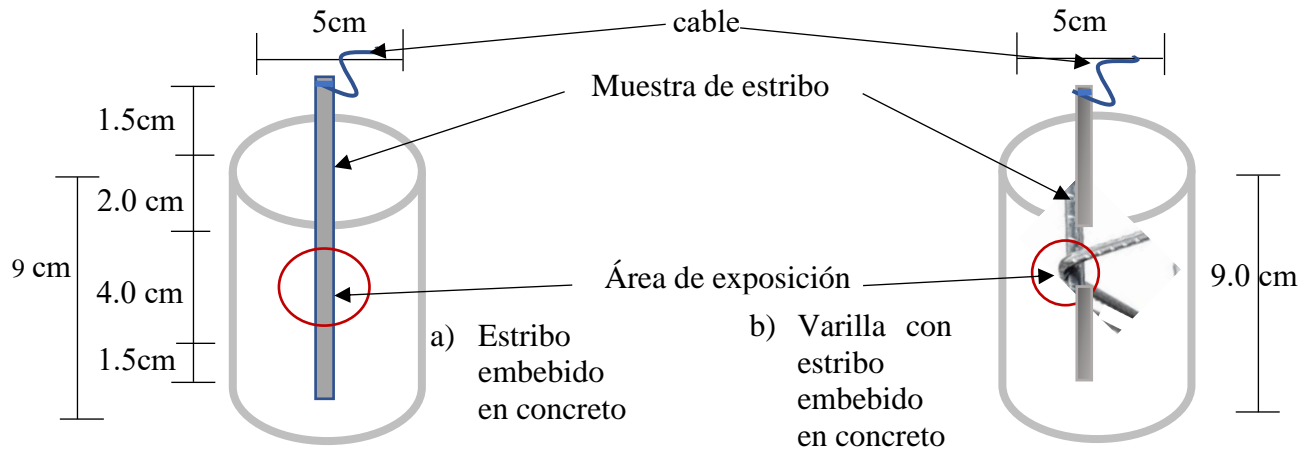 5cm
cable
5cm
Muestra de estribo
1.5cm
2.0 cm
9 cm
4.0 cm
1.5cm
Área de exposición
9.0 cm
a) Estribo
embebido
en concreto
b) Varilla con
estribo
embebido
en concreto